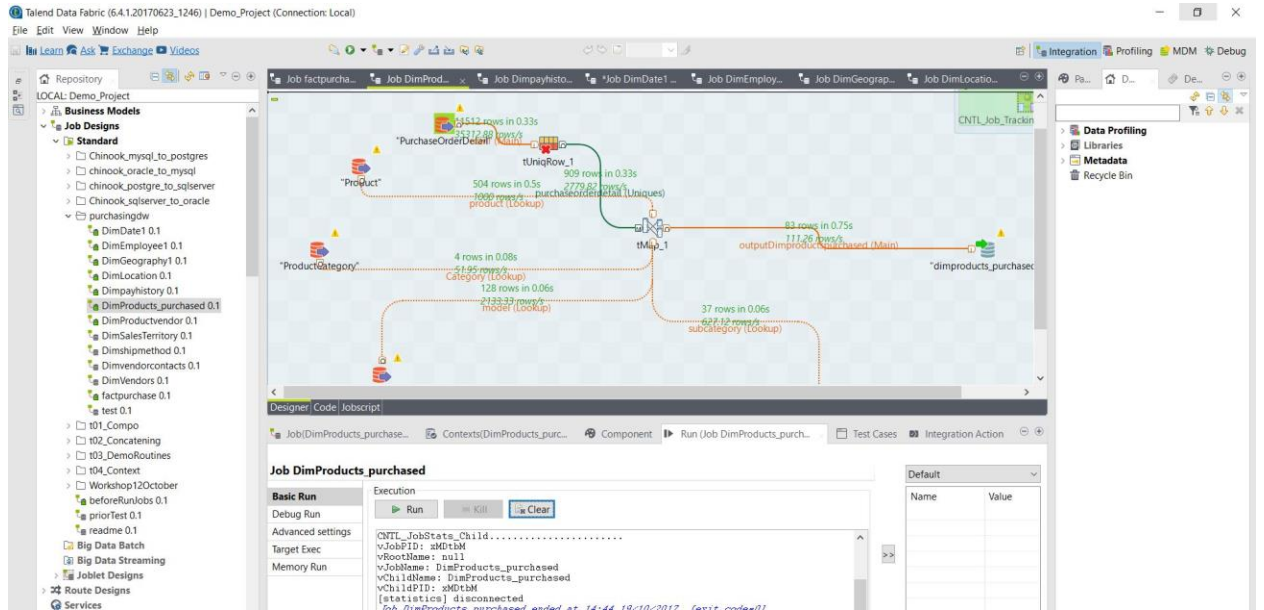 Talend Data Fabric (6.4.1.20170623_1246) | Demo_Project (Connection: Local)
File Edit View Window Help
Learn Ask Exchange Videos
Integration Profiling MDM Debug
Repository
LOCAL: Demo_Project
Business Models
Job Designs
Standard
Chinook_mysql_to_postgres
chinook_oracle_to_mysql
chinook_postgre_to_sqlserver
Chinook_sqlserver_to_oracle
purchasingdw
DimDate1 0.1
DimEmployee1 0.1
DimGeography1 0.1
DimLocation 0.1
Dimpayhistory 0.1
DimProducts_purchased 0.1
DimProductvendor 0.1
DimSalesTerritory 0.1
Dimshipmethod 0.1
Dimvendorcontacts 0.1
DimVendors 0.1
factpurchase 0.1
test 0.1
t01_Compo
t02_Concatening
t03_DemoRoutines
t04_Context
Workshop12October
beforeRunJobs 0.1
priorTest 0.1
readme 0.1
Big Data Batch
Big Data Streaming
Joblet Designs
Route Designs
Services
Job factpurcha... Job DimProd... Job Dimpayhisto... *Job DimDate1 ... Job DimEmploy... Job DimGeograp... Job DimLocatio...
CNTL_Job_Trackin
512 rows in 0.33s
35312.88 rows/s
"PurchaseOrderDetail" (Main)
tUniqRow_1
909 rows in 0.33s
2779.82 rows/s
purchaseorderdetail (Uniques)
"Product"
504 rows in 0.5s
1000 rows/s
product (Lookup)
tMap_1
83 rows in 0.75s
111.26 rows/s
outputDimproductspurchased (Main)
"dimproducts_purchased
"ProductCategory"
4 rows in 0.08s
51.95 rows/s
Category (Lookup)
128 rows in 0.06s
2133.33 rows/s
model (Lookup)
37 rows in 0.06s
627.12 rows/s
subcategory (Lookup)
Designer Code Jobscript
Job(DimProducts_purchase... Contexts(DimProducts_purc... Component Run (Job DimProducts_purch... Test Cases Integration Action
Job DimProducts_purchased
Basic Run
Debug Run
Advanced settings
Target Exec
Memory Run
Execution
Run Kill Clear
CNTL_JobStats_Child.......................
vJobPID: xMDtbM
vRootName: null
vJobName: DimProducts_purchased
vChildName: DimProducts_purchased
vChildPID: xMDtbM
[statistics] disconnected
Job DimProducts_purchased ended at 14:44 19/10/2017. [exit code=0]
>>
Default
Name Value
Pa... D... De...
Data Profiling
Libraries
Metadata
Recycle Bin